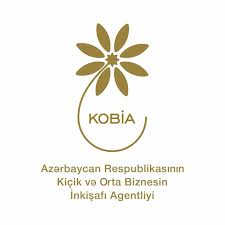 KOBİA
Azərbaycan Respublikasının
Kiçik və Orta Biznesin
İnkişafı Agentliyi